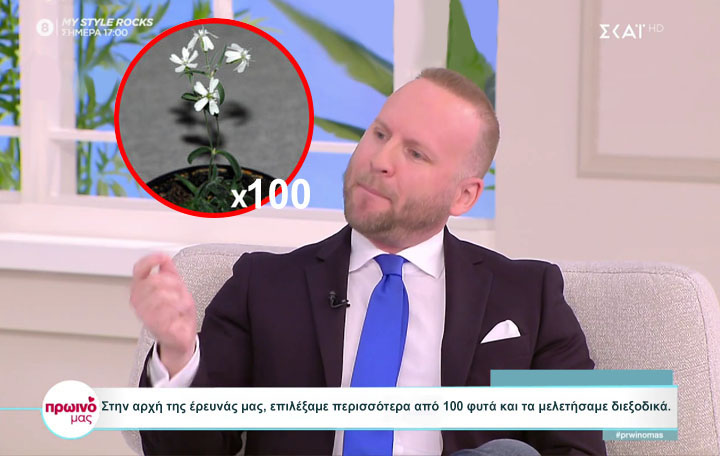 8 MY STYLE ROCKS
ΣΗΜΕΡΑ 17:00
ΣΚΑΪ HD
x100
πρωινό
μας
Στην αρχή της έρευνάς μας, επιλέξαμε περισσότερα από 100 φυτά και τα μελετήσαμε διεξοδικά.
#prwinomas